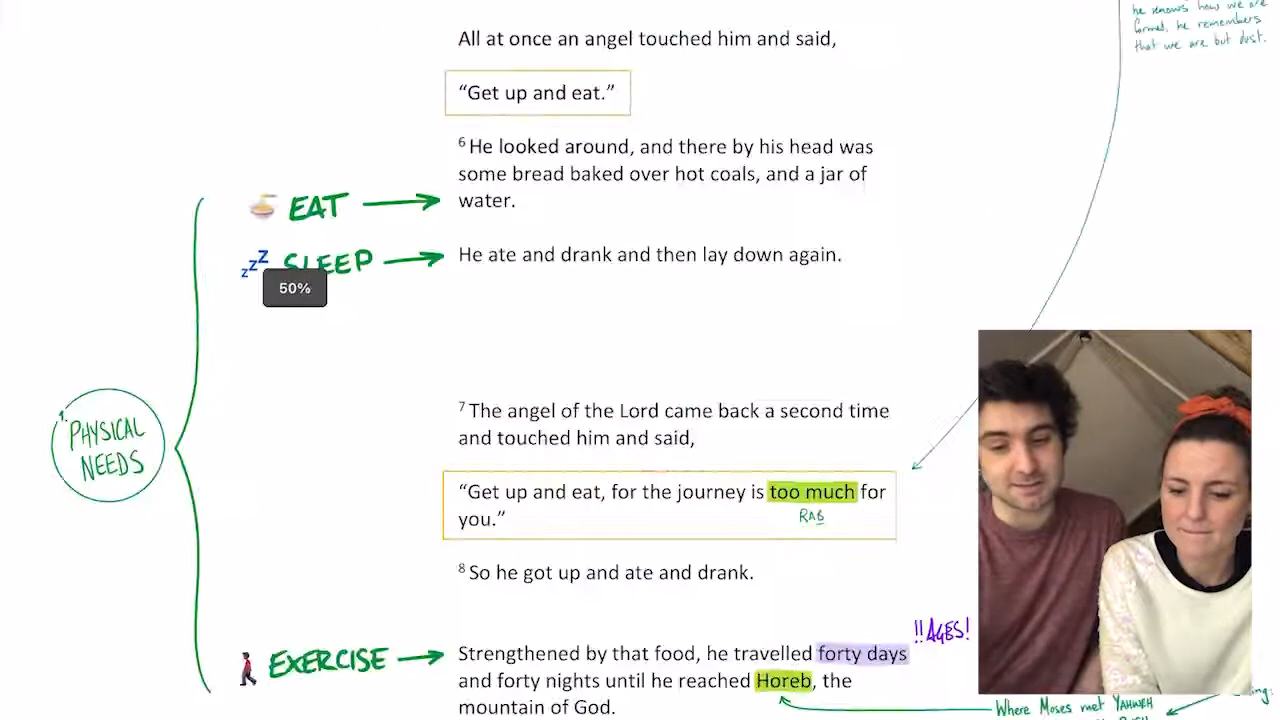 he knows how we are
formed, he remembers
that we are but dust.
All at once an angel touched him and said,
“Get up and eat.”
6 He looked around, and there by his head was
some bread baked over hot coals, and a jar of
water.
EAT
He ate and drank and then lay down again.
zzz SLEEP
50%
1. PHYSICAL
NEEDS
7 The angel of the Lord came back a second time
and touched him and said,
“Get up and eat, for the journey is too much for
you.”
RAB
8 So he got up and ate and drank.
!!AGES!
EXERCISE
Strengthened by that food, he travelled forty days
and forty nights until he reached Horeb, the
mountain of God.
Where Moses met YAHWEH